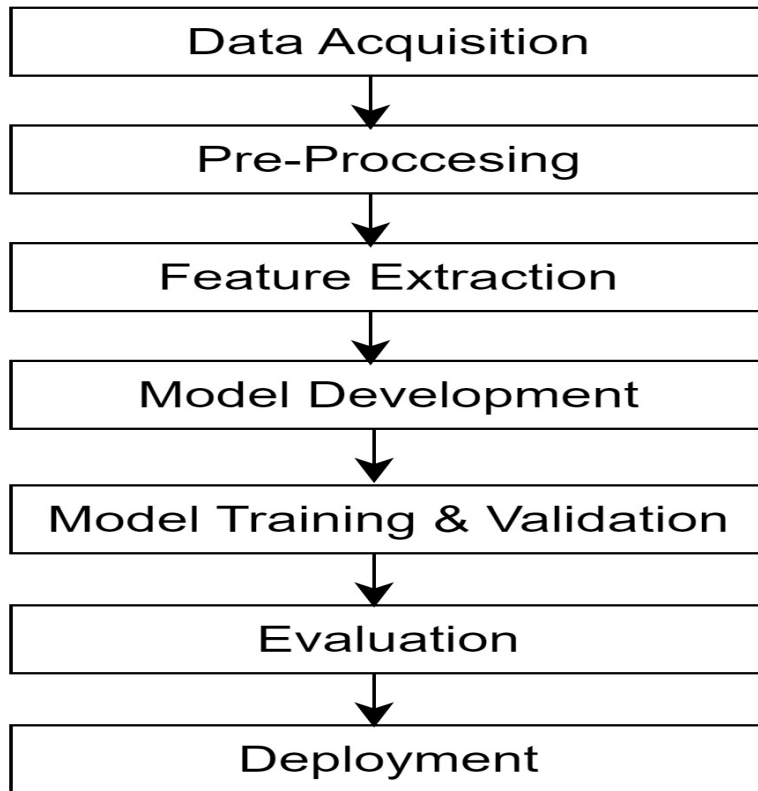 Data Acquisition
Pre-Proccesing
Feature Extraction
Model Development
Model Training & Validation
Evaluation
Deployment